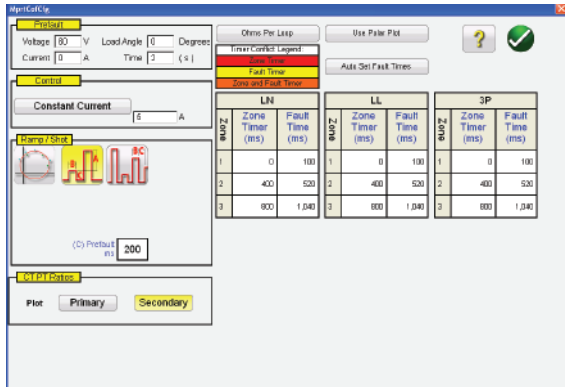 MprtCofCfg
Prefault
Voltage 80 V Load Angle 0 Degrees
Current 0 A Time 3 (s)
Control
Constant Current
6 A
Ramp / Shot
A
BC
(C) Prefault ms 200
CT PT Ratios
Plot Primary Secondary
Ohms Per Loop
Use Polar Plot
Timer Conflict Legend:
Zone Timer
Fault Timer
Zone and Fault Timer
Auto Set Fault Times
?
LN
Zone Zone Timer (ms) Fault Time (ms)
1 0 100
2 400 520
3 800 1,040
LL
Zone Zone Timer (ms) Fault Time (ms)
1 0 100
2 400 520
3 800 1,040
3P
Zone Zone Timer (ms) Fault Time (ms)
1 0 100
2 400 520
3 800 1,040